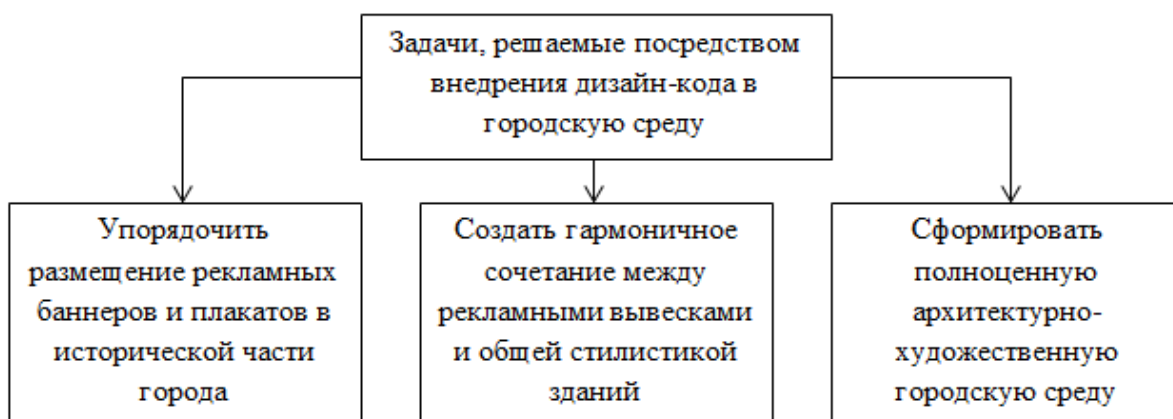 Задачи, решаемые посредством
внедрения дизайн-кода в
городскую среду
Упорядочить
размещение рекламных
баннеров и плакатов в
исторической части
города
Создать гармоничное
сочетание между
рекламными вывесками
и общей стилистикой
зданий
Сформировать
полноценную
архитектурно-
художественную
городскую среду